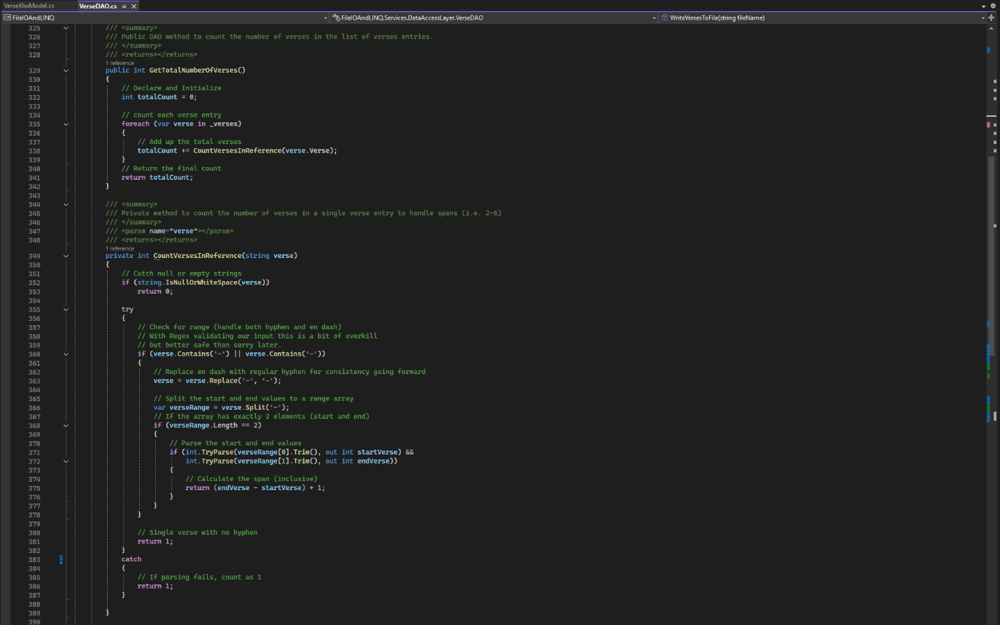 VerseXlsxModel.cs VerseDAO.cs
FileIOAndLINQ FileIOAndLINQ.Services.DataAccessLayer.VerseDAO WriteVersesToFile(string fileName)
325 /// <summary>
326 /// Public DAO method to count the number of verses in the list of verses entries.
327 /// </summary>
328 /// <returns></returns>
1 reference
329 public int GetTotalNumberOfVerses()
330 {
331 // Declare and Initialize
332 int totalCount = 0;
333
334 // count each verse entry
335 foreach (var verse in _verses)
336 {
337 // Add up the total verses
338 totalCount += CountVersesInReference(verse.Verse);
339 }
340 // Return the final count
341 return totalCount;
342 }
343
344 /// <summary>
345 /// Private method to count the number of verses in a single verse entry to handle spans (i.e. 2-6)
346 /// </summary>
347 /// <param name="verse"></param>
348 /// <returns></returns>
1 reference
349 private int CountVersesInReference(string verse)
350 {
351 // Catch null or empty strings
352 if (string.IsNullOrWhiteSpace(verse))
353 return 0;
354
355 try
356 {
357 // Check for range (handle both hyphen and en dash)
358 // With Regex validating our input this is a bit of overkill
359 // but better safe than sorry later.
360 if (verse.Contains('-') || verse.Contains('–'))
361 {
362 // Replace en dash with regular hyphen for consistency going forward
363 verse = verse.Replace('–', '-');
364
365 // Split the start and end values to a range array
366 var verseRange = verse.Split('-');
367 // If the array has exactly 2 elements (start and end)
368 if (verseRange.Length == 2)
369 {
370 // Parse the start and end values
371 if (int.TryParse(verseRange[0].Trim(), out int startVerse) &&
372 int.TryParse(verseRange[1].Trim(), out int endVerse))
373 {
374 // Calculate the span (inclusive)
375 return (endVerse - startVerse) + 1;
376 }
377 }
378 }
379
380 // Single verse with no hyphen
381 return 1;
382 }
383 catch
384 {
385 // If parsing fails, count as 1
386 return 1;
387 }
388
389 }
390